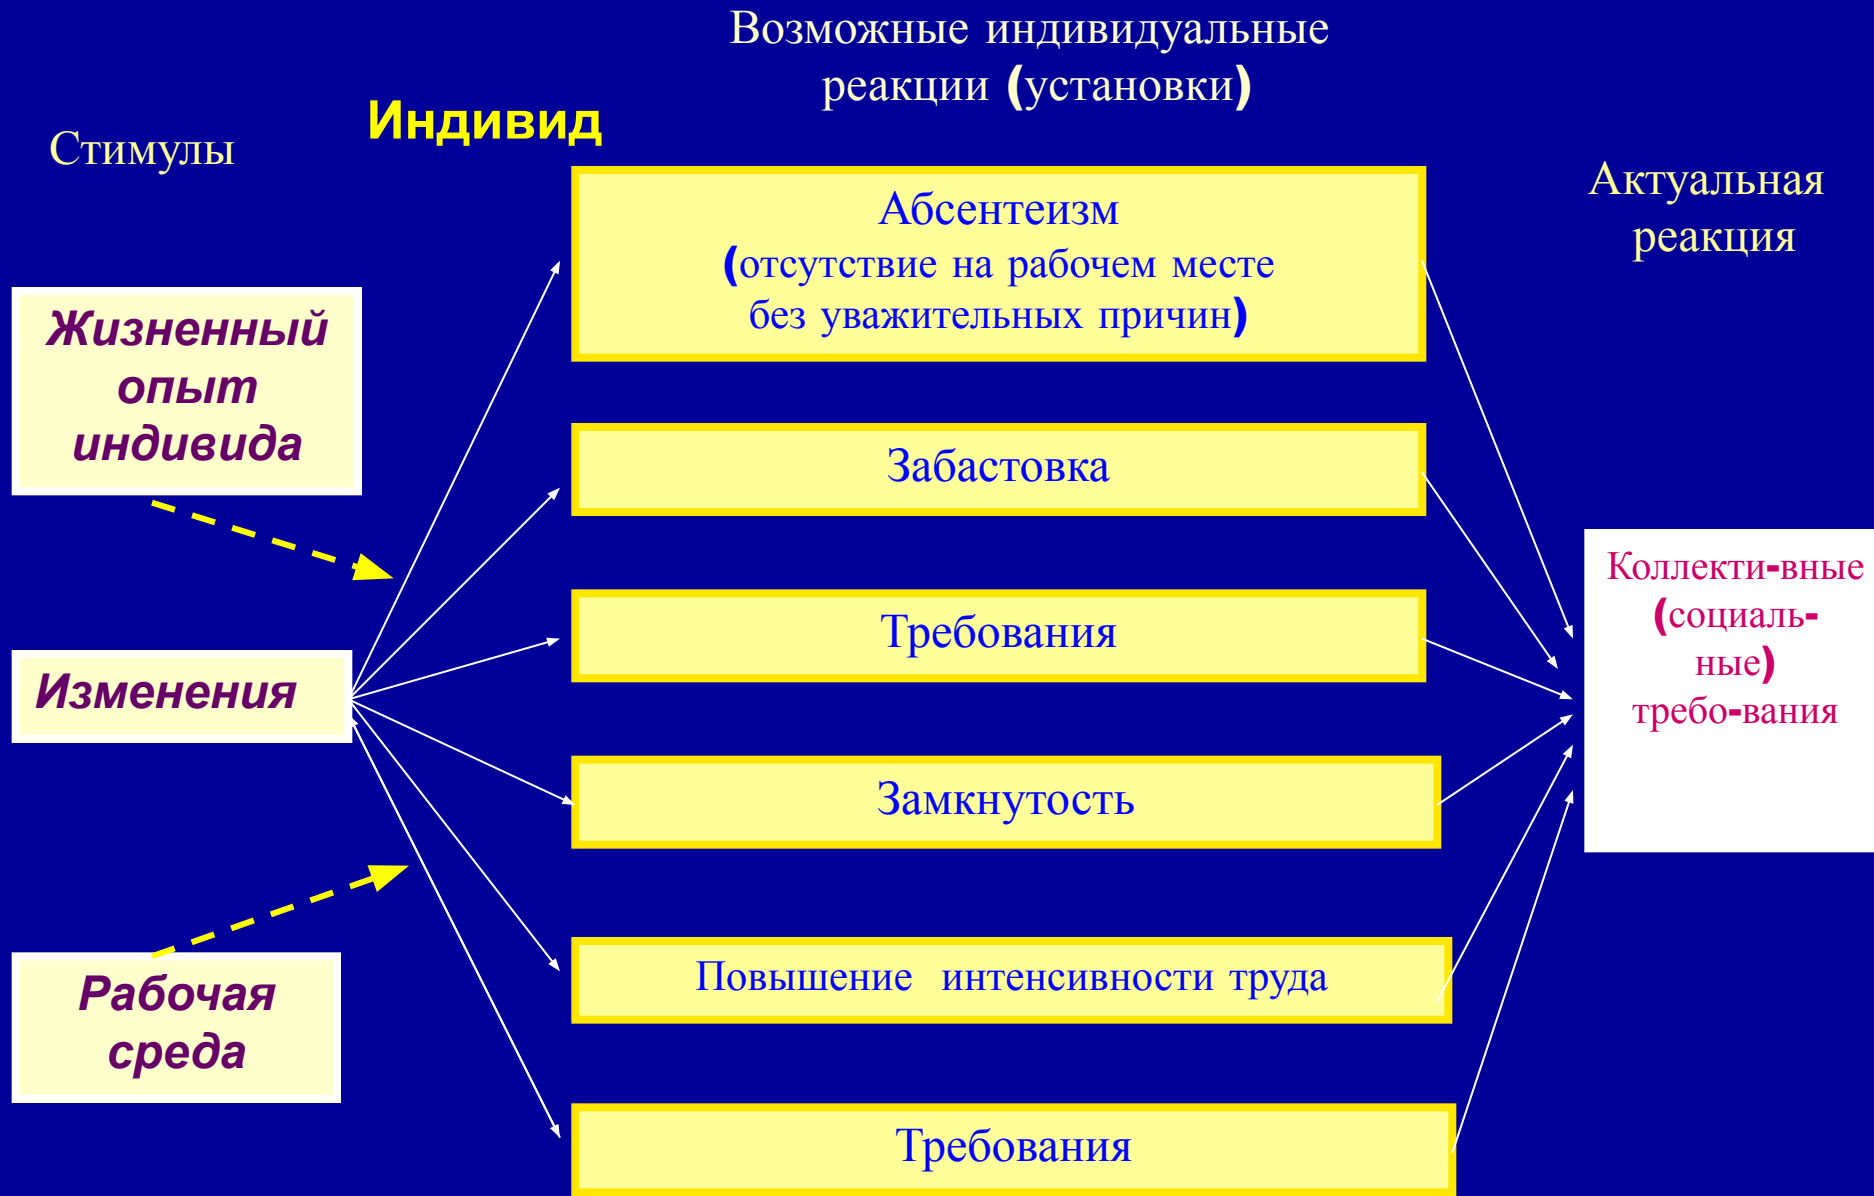 Возможные индивидуальные
реакции (установки)
Индивид
Стимулы
Актуальная
реакция
Жизненный
опыт
индивида
Изменения
Рабочая
среда
Абсентеизм
(отсутствие на рабочем месте
без уважительных причин)
Забастовка
Требования
Замкнутость
Повышение интенсивности труда
Требования
Коллекти-вные
(социаль-
ные)
требо-вания